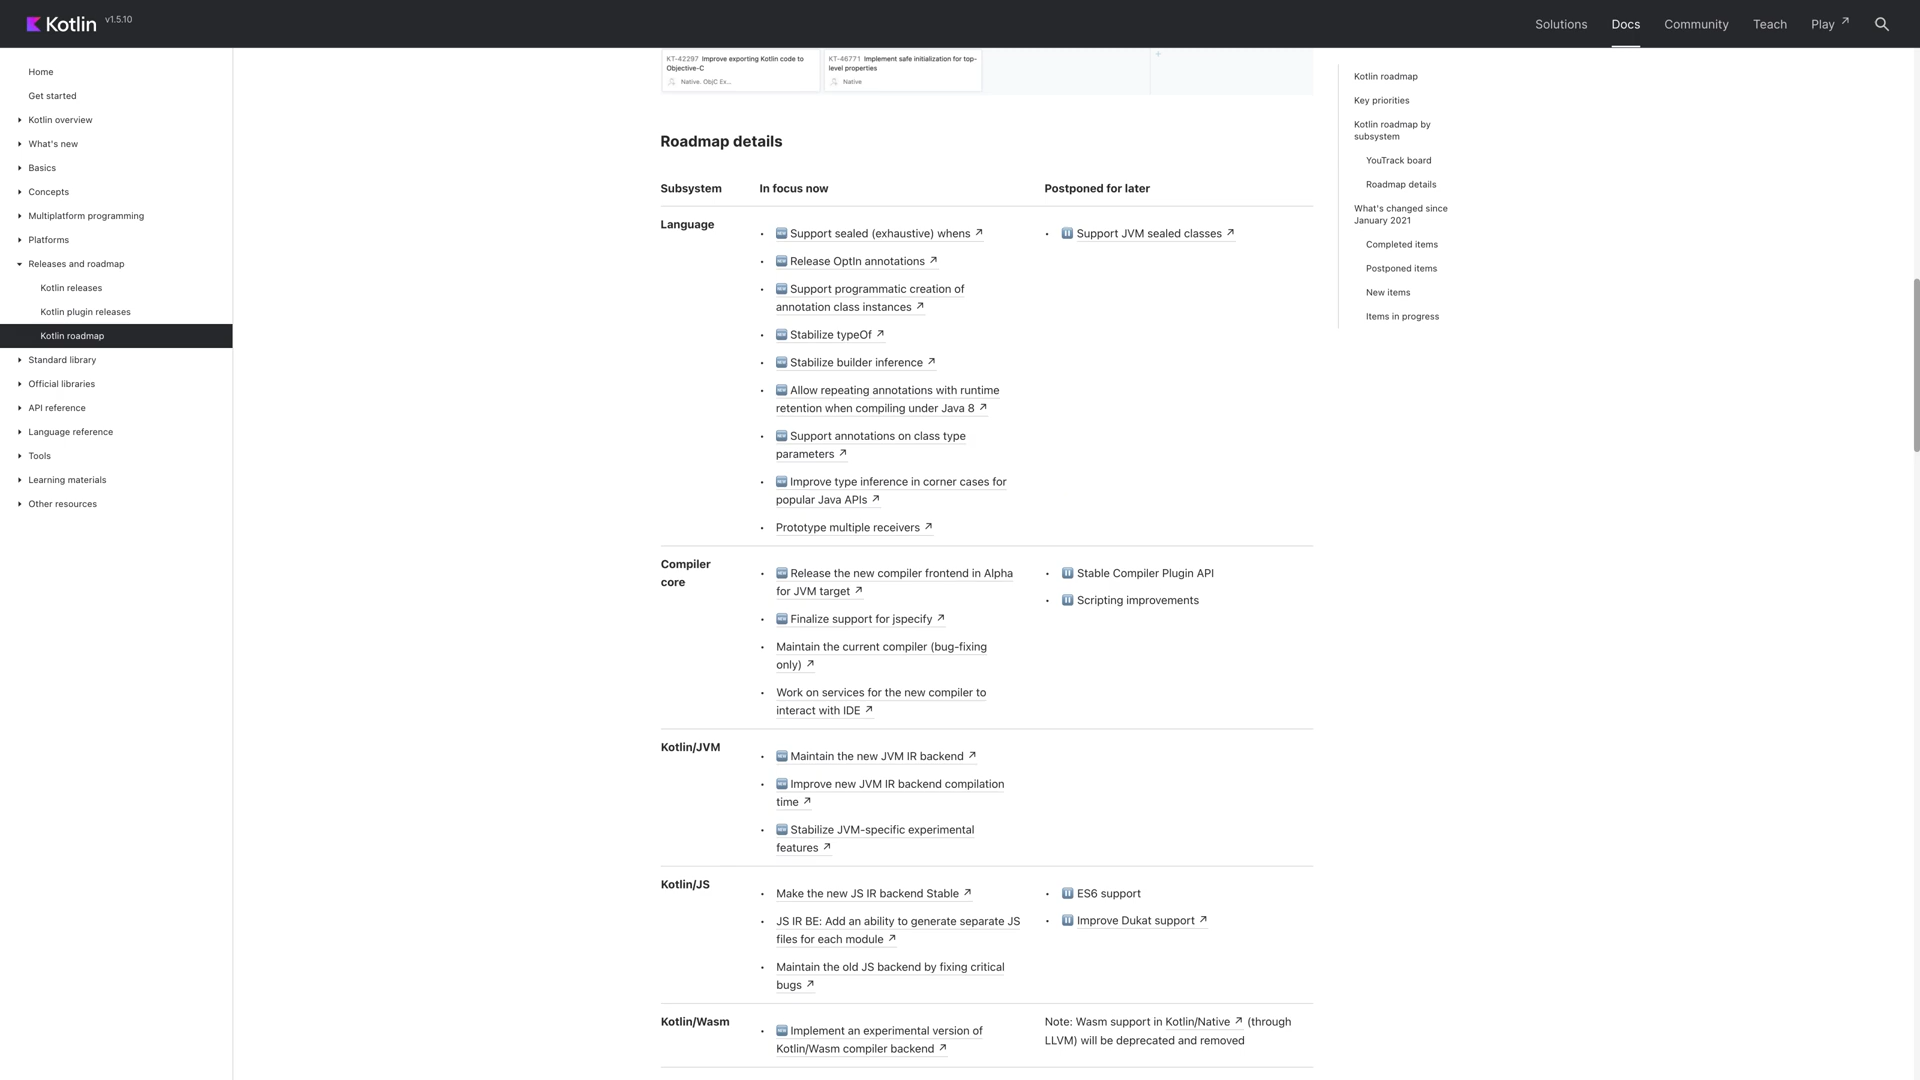 Kotlin v1.5.10
Solutions
Docs
Community
Teach
Play ↗
Home
Get started
Kotlin overview
What's new
Basics
Concepts
Multiplatform programming
Platforms
Releases and roadmap
Kotlin releases
Kotlin plugin releases
Kotlin roadmap
Standard library
Official libraries
API reference
Language reference
Tools
Learning materials
Other resources
KT-42297 Improve exporting Kotlin code to
Objective-C
Native. ObjC Ex...
KT-46771 Implement safe initialization for top-
level properties
Native
Roadmap details
Subsystem
In focus now
Postponed for later
Language
🆕 Support sealed (exhaustive) whens ↗
🆕 Release OptIn annotations ↗
🆕 Support programmatic creation of
annotation class instances ↗
🆕 Stabilize typeOf ↗
🆕 Stabilize builder inference ↗
🆕 Allow repeating annotations with runtime
retention when compiling under Java 8 ↗
🆕 Support annotations on class type
parameters ↗
🆕 Improve type inference in corner cases for
popular Java APIs ↗
Prototype multiple receivers ↗
⏸ Support JVM sealed classes ↗
Compiler
core
🆕 Release the new compiler frontend in Alpha
for JVM target ↗
🆕 Finalize support for jspecify ↗
Maintain the current compiler (bug-fixing
only) ↗
Work on services for the new compiler to
interact with IDE ↗
⏸ Stable Compiler Plugin API
⏸ Scripting improvements
Kotlin/JVM
🆕 Maintain the new JVM IR backend ↗
🆕 Improve new JVM IR backend compilation
time ↗
🆕 Stabilize JVM-specific experimental
features ↗
Kotlin/JS
Make the new JS IR backend Stable ↗
JS IR BE: Add an ability to generate separate JS
files for each module ↗
Maintain the old JS backend by fixing critical
bugs ↗
⏸ ES6 support
⏸ Improve Dukat support ↗
Kotlin/Wasm
🆕 Implement an experimental version of
Kotlin/Wasm compiler backend ↗
Note: Wasm support in Kotlin/Native ↗ (through
LLVM) will be deprecated and removed
Kotlin roadmap
Key priorities
Kotlin roadmap by
subsystem
YouTrack board
Roadmap details
What's changed since
January 2021
Completed items
Postponed items
New items
Items in progress